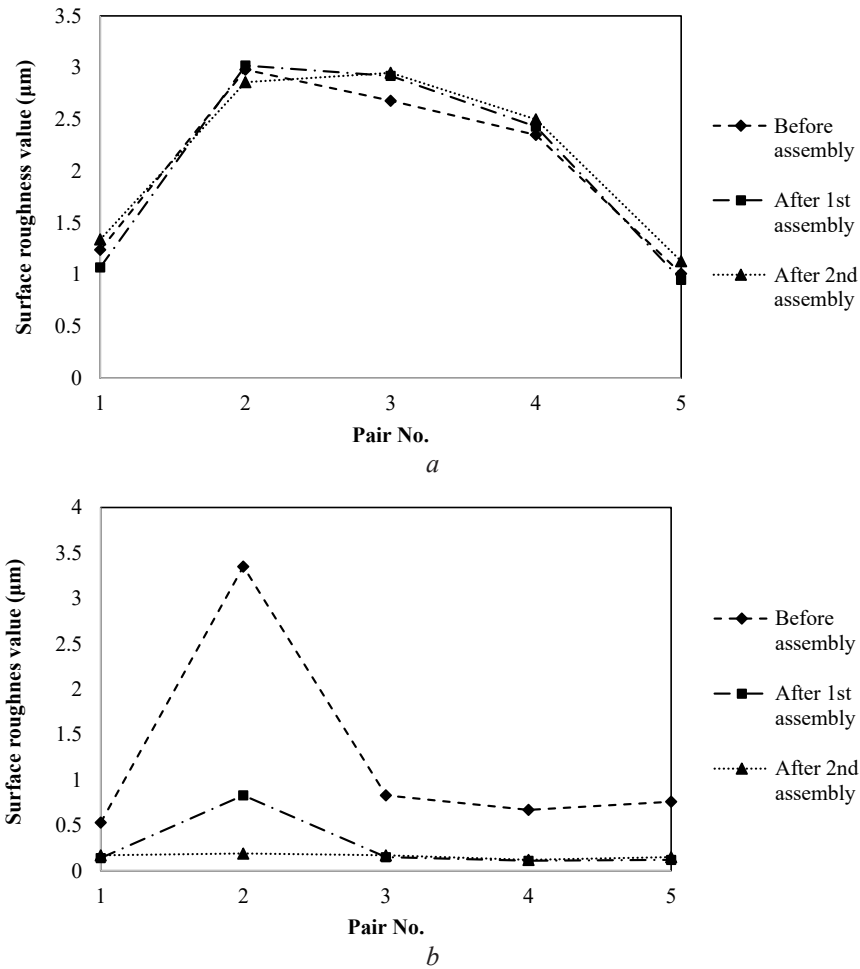 Surface roughness value (μm)
3.5
3
2.5
2
1.5
1
0.5
0
1 2 3 4 5
Pair No.
Before
assembly
After 1st
assembly
After 2nd
assembly
a
Surface roughnes value (μm)
4
3.5
3
2.5
2
1.5
1
0.5
0
1 2 3 4 5
Pair No.
Before
assembly
After 1st
assembly
After 2nd
assembly
b